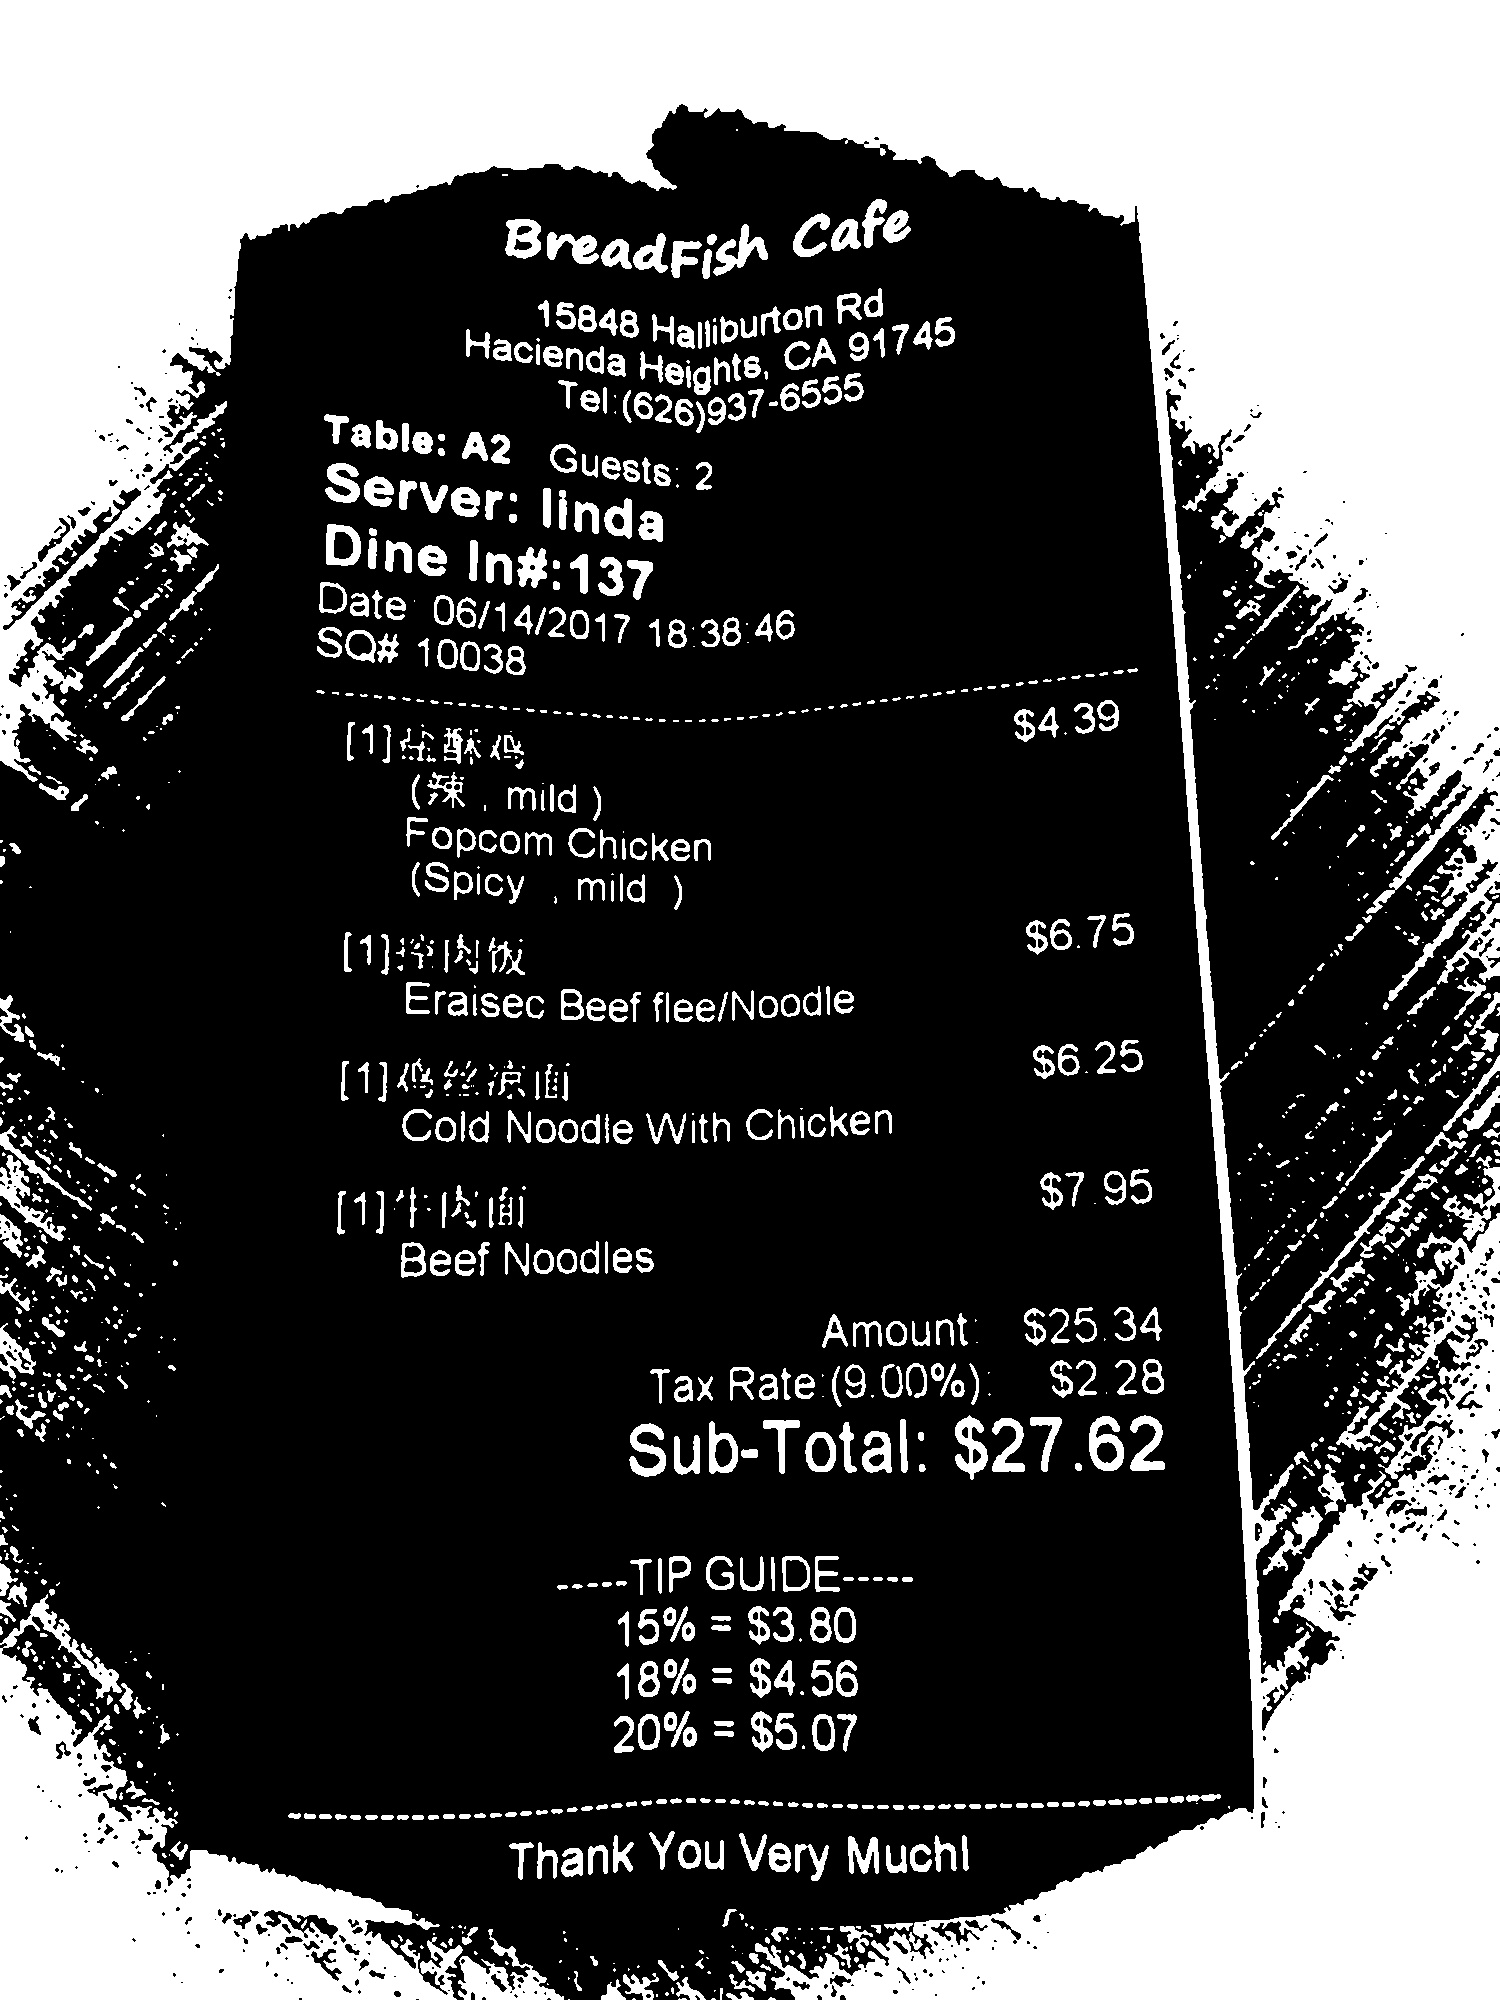 BreadFish Cafe
15848 Halliburton Rd
Hacienda Heights, CA 91745
Tel:(626)937-6555
Table: A2 Guests: 2
Server: linda
Dine In#:137
Date: 06/14/2017 18:38:46
SQ# 10038
[1]盐酥鸡 $4.39
(辣 , mild )
Fopcom Chicken
(Spicy , mild )
[1]控肉饭 $6.75
Eraisec Beef flee/Noodle
[1]鸡丝凉面 $6.25
Cold Noodle With Chicken
[1]牛肉面 $7.95
Beef Noodles
Amount: $25.34
Tax Rate:(9.00%): $2.28
Sub-Total: $27.62
-----TIP GUIDE-----
15% = $3.80
18% = $4.56
20% = $5.07
Thank You Very Much!